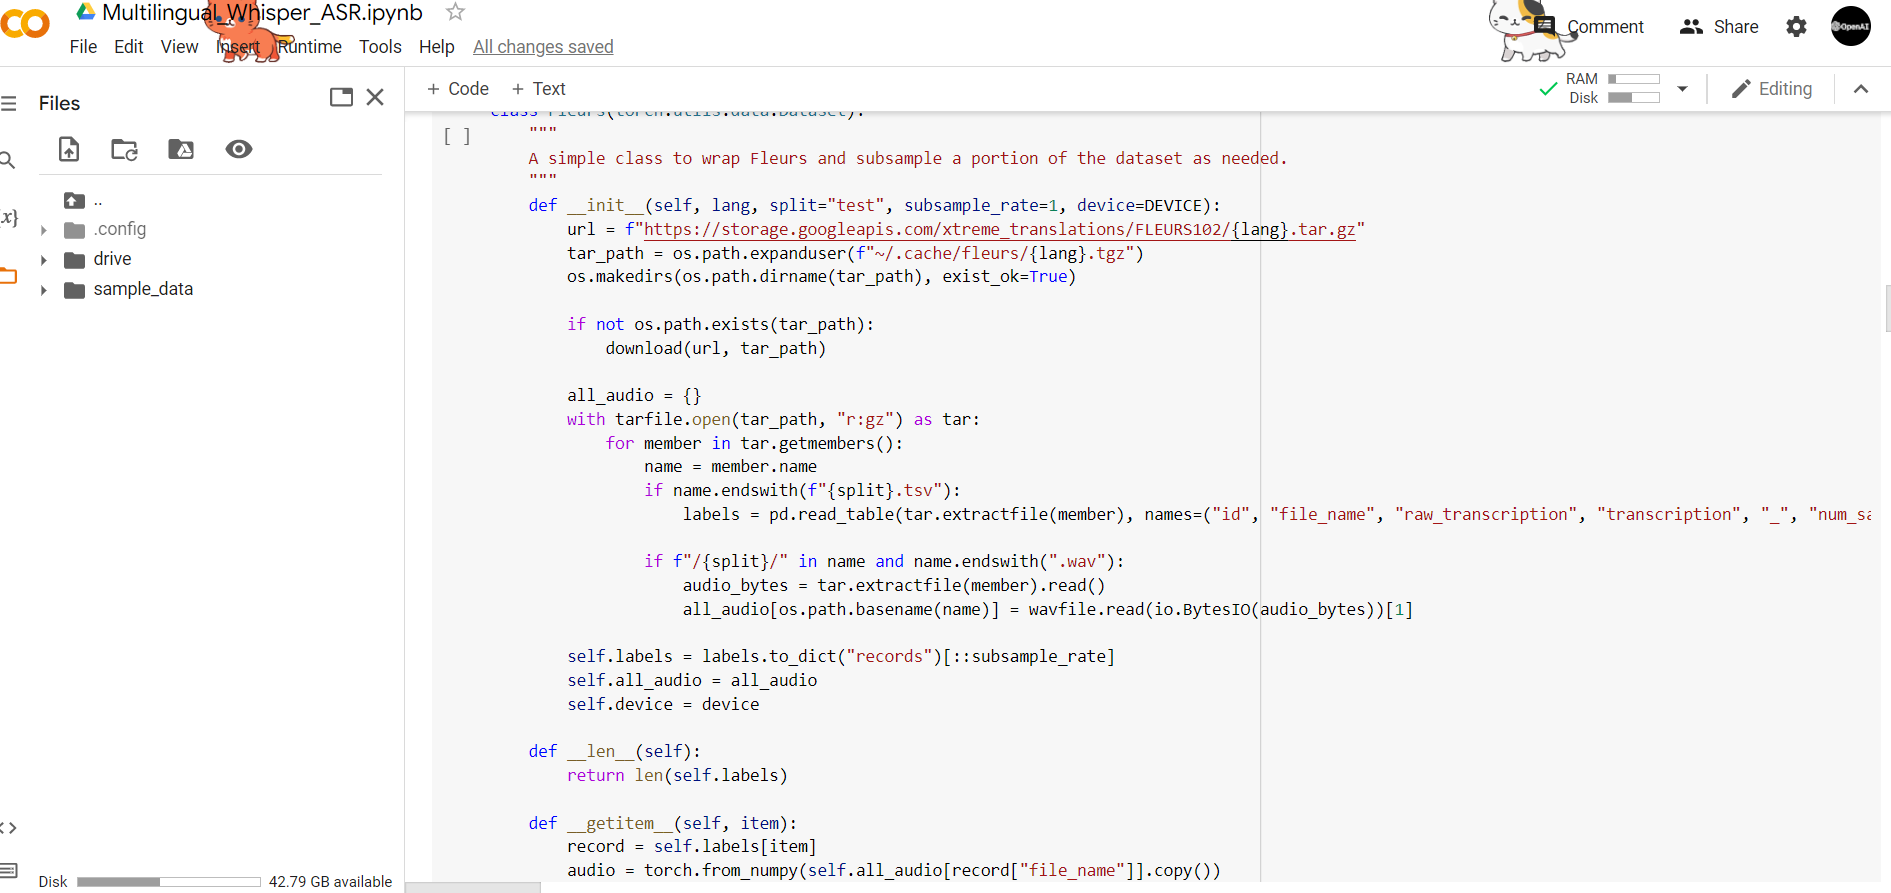 Multilingual_Whisper_ASR.ipynb
File Edit View Insert Runtime Tools Help All changes saved
Comment Share
OpenAI
Files
+ Code + Text
RAM
Disk
Editing
{x}
..
.config
drive
sample_data
<>
Disk 42.79 GB available
class Fleurs(torch.utils.data.Dataset):
[ ]
"""
A simple class to wrap Fleurs and subsample a portion of the dataset as needed.
"""
def __init__(self, lang, split="test", subsample_rate=1, device=DEVICE):
url = f"https://storage.googleapis.com/xtreme_translations/FLEURS102/{lang}.tar.gz"
tar_path = os.path.expanduser(f"~/.cache/fleurs/{lang}.tgz")
os.makedirs(os.path.dirname(tar_path), exist_ok=True)
if not os.path.exists(tar_path):
download(url, tar_path)
all_audio = {}
with tarfile.open(tar_path, "r:gz") as tar:
for member in tar.getmembers():
name = member.name
if name.endswith(f"{split}.tsv"):
labels = pd.read_table(tar.extractfile(member), names=("id", "file_name", "raw_transcription", "transcription", "_", "num_sa
if f"/{split}/" in name and name.endswith(".wav"):
audio_bytes = tar.extractfile(member).read()
all_audio[os.path.basename(name)] = wavfile.read(io.BytesIO(audio_bytes))[1]
self.labels = labels.to_dict("records")[::subsample_rate]
self.all_audio = all_audio
self.device = device
def __len__(self):
return len(self.labels)
def __getitem__(self, item):
record = self.labels[item]
audio = torch.from_numpy(self.all_audio[record["file_name"]].copy())